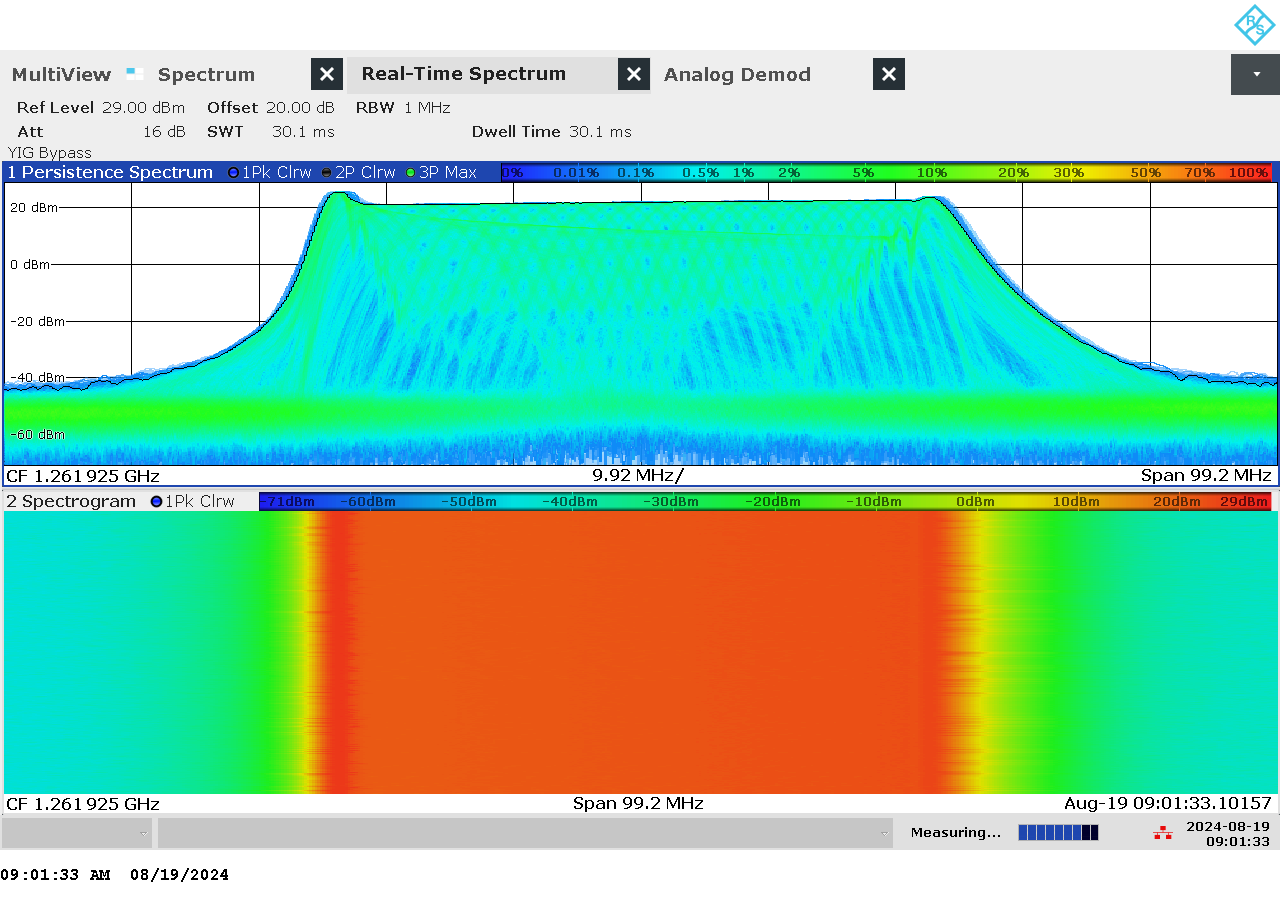 R S
MultiView Spectrum Real-Time Spectrum Analog Demod
Ref Level 29.00 dBm Offset 20.00 dB RBW 1 MHz
Att 16 dB SWT 30.1 ms Dwell Time 30.1 ms
YIG Bypass
1 Persistence Spectrum 1Pk Clrw 2P Clrw 3P Max 0% 0.01% 0.1% 0.5% 1% 2% 5% 10% 20% 30% 50% 70% 100%
20 dBm
0 dBm
-20 dBm
-40 dBm
-60 dBm
CF 1.261925 GHz 9.92 MHz/ Span 99.2 MHz
2 Spectrogram 1Pk Clrw -71dBm -60dBm -50dBm -40dBm -30dBm -20dBm -10dBm 0dBm 10dBm 20dBm 29dBm
CF 1.261925 GHz Span 99.2 MHz Aug-19 09:01:33.10157
Measuring... 2024-08-19
09:01:33
09:01:33 AM 08/19/2024